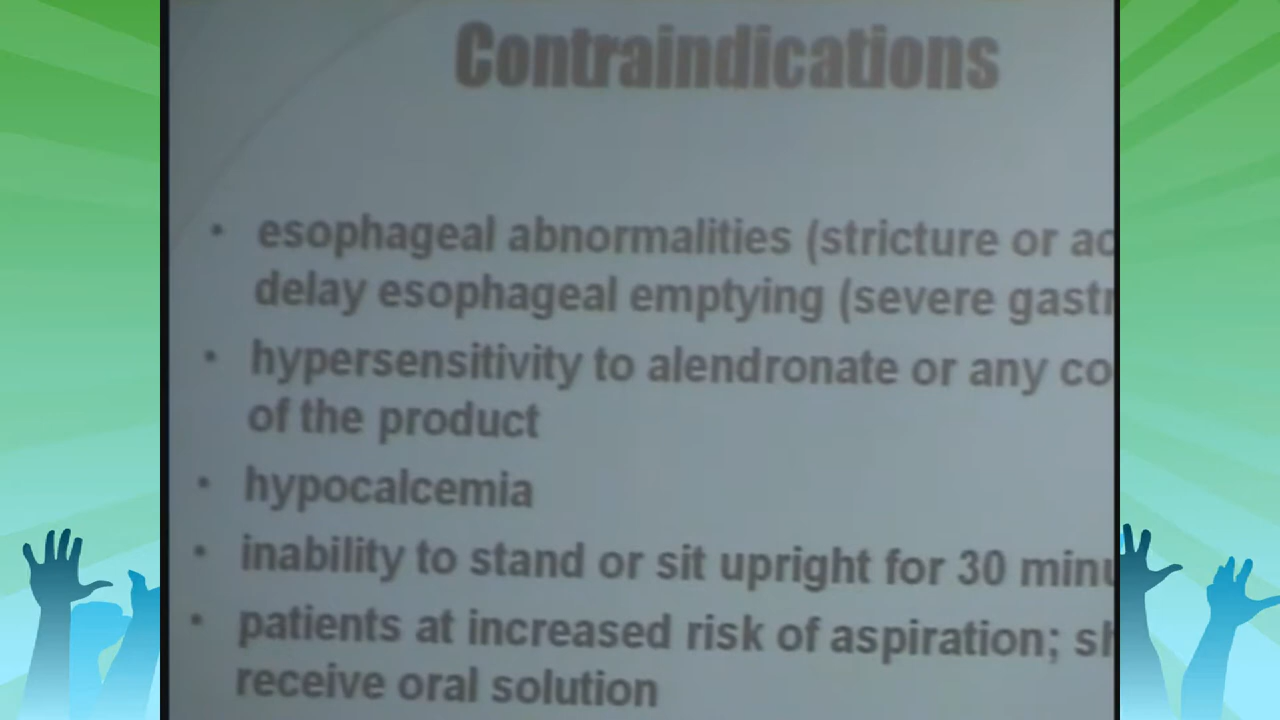 Contraindications
• esophageal abnormalities (stricture or
delay esophageal emptying (severe
• hypersensitivity to alendronate or any
of the product
• hypocalcemia
• inability to stand or sit upright for 30
• patients at increased risk of aspiration;
receive oral solution